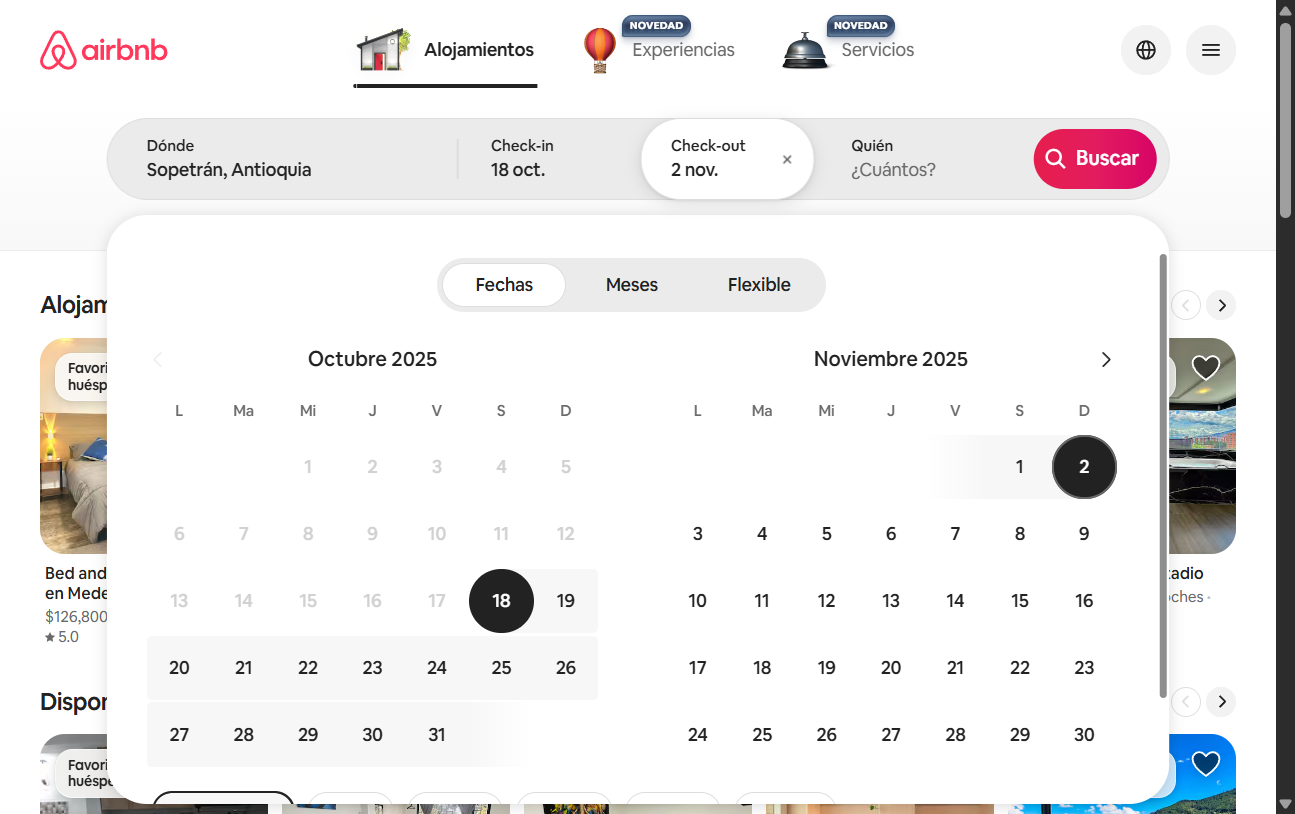 airbnb
Alojamientos
NOVEDAD
Experiencias
NOVEDAD
Servicios
Dónde
Sopetrán, Antioquia
Check-in
18 oct.
Check-out
2 nov.
×
Quién
¿Cuántos?
Buscar
Fechas
Meses
Flexible
Octubre 2025
L Ma Mi J V S D
1 2 3 4 5
6 7 8 9 10 11 12
13 14 15 16 17 18 19
20 21 22 23 24 25 26
27 28 29 30 31
Noviembre 2025
L Ma Mi J V S D
1 2
3 4 5 6 7 8 9
10 11 12 13 14 15 16
17 18 19 20 21 22 23
24 25 26 27 28 29 30
Alojam
Favori
huésp
Bed and
en Mede
$126,800
★ 5.0
tadio
oches ·
Dispon
Favori
huéspe